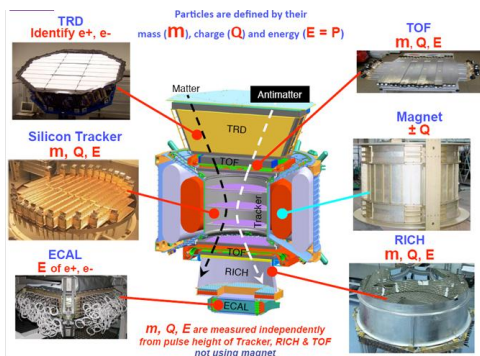 TRD
Identify e+, e-
Particles are defined by their
mass (m), charge (Q) and energy (E = P)
TOF
m, Q, E
Matter
Antimatter
TRD
Silicon Tracker
m, Q, E
Magnet
± Q
TOF
Tracker
TOF
RICH
ECAL
ECAL
E of e+, e-
RICH
m, Q, E
m, Q, E are measured independently
from pulse height of Tracker, RICH & TOF
not using magnet